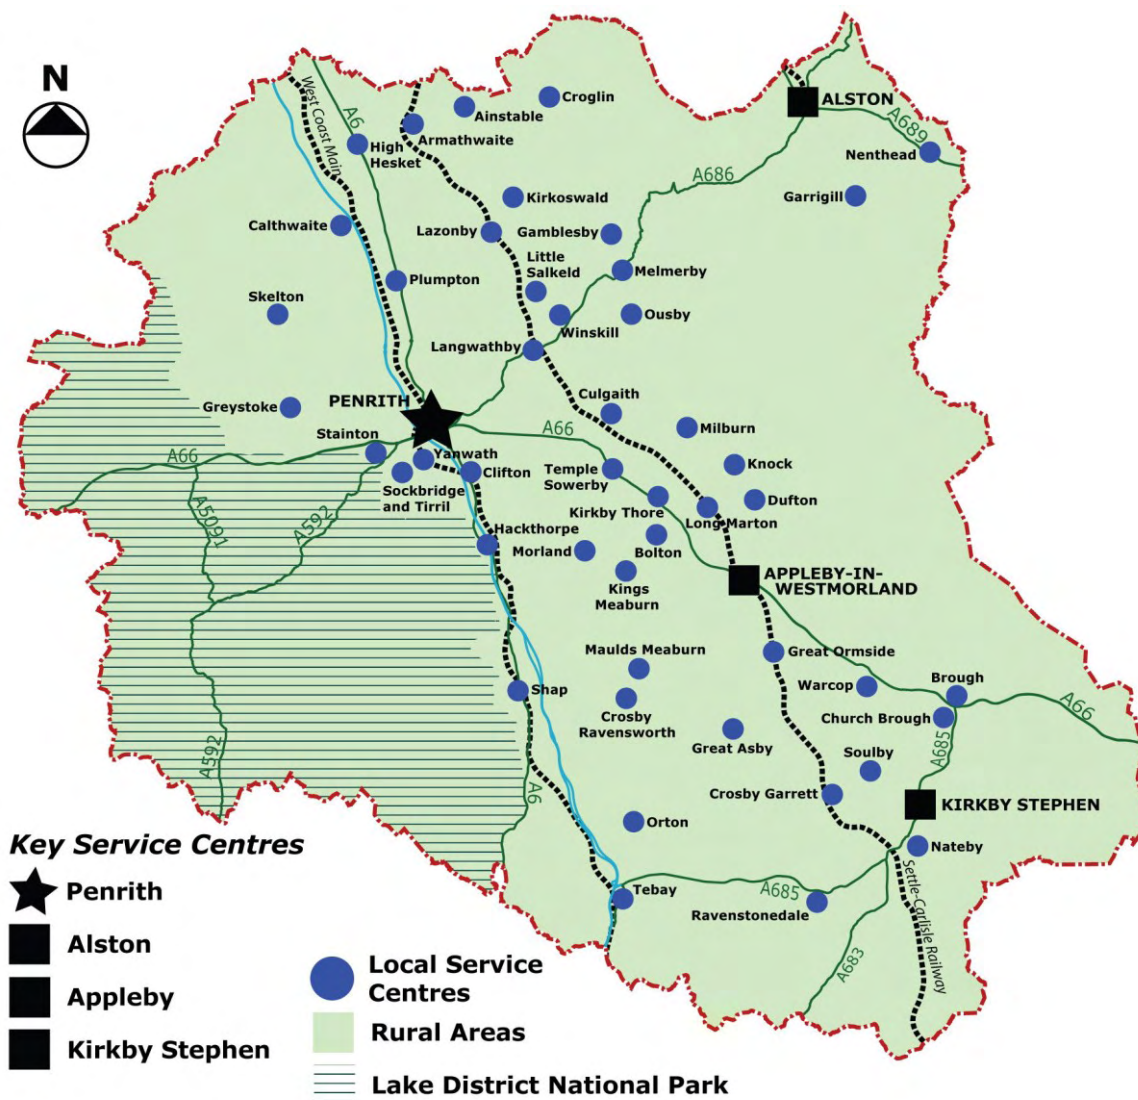 N
West Coast Main
A6
Croglin
Ainstable
Armathwaite
High
Hesket
ALSTON
A689
Nenthead
A686
Garrigill
Kirkoswald
Calthwaite
Lazonby
Gamblesby
Little
Salkeld
Melmerby
Plumpton
Skelton
Ousby
Winskill
Langwathby
Culgaith
PENRITH
Greystoke
Milburn
A66
Stainton
A66
Yanwath
Clifton
Knock
Temple
Sowerby
Sockbridge
and Tirril
Dufton
Kirkby Thore
Long Marton
A5091
A592
Hackthorpe
Morland
Bolton
APPLEBY-IN-
WESTMORLAND
Kings
Meaburn
Maulds Meaburn
Great Ormside
Shap
Warcop
Brough
Crosby
Ravensworth
Church Brough
A66
Great Asby
A685
Soulby
A592
A6
Crosby Garrett
KIRKBY STEPHEN
Orton
Nateby
Tebay
A685
Ravenstonedale
Settle-Carlisle Railway
A683
Key Service Centres
Penrith
Alston
Appleby
Kirkby Stephen
Local Service
Centres
Rural Areas
Lake District National Park